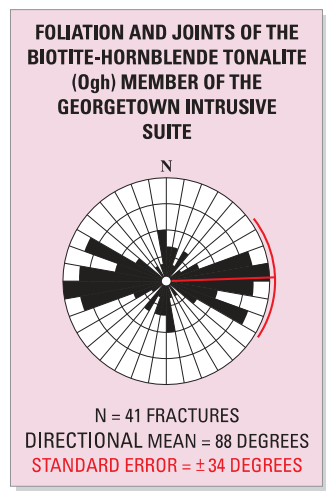 FOLIATION AND JOINTS OF THE
BIOTITE-HORNBLENDE TONALITE
(Ogh) MEMBER OF THE
GEORGETOWN INTRUSIVE
SUITE
N
N = 41 FRACTURES
DIRECTIONAL MEAN = 88 DEGREES
STANDARD ERROR = ± 34 DEGREES